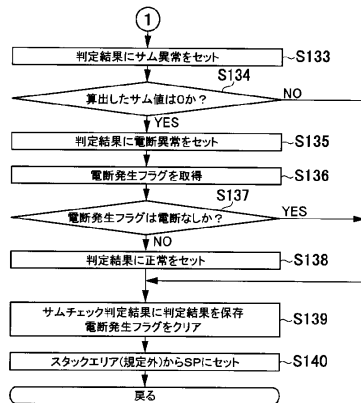 1
判定結果にサム異常をセット
S133
S134
算出したサム値は0か？
NO
YES
判定結果に電断異常をセット
S135
電断発生フラグを取得
S136
S137
電断発生フラグは電断なしか？
YES
NO
判定結果に正常をセット
S138
サムチェック判定結果に判定結果を保存
電断発生フラグをクリア
S139
スタックエリア(規定外)からSPにセット
S140
戻る